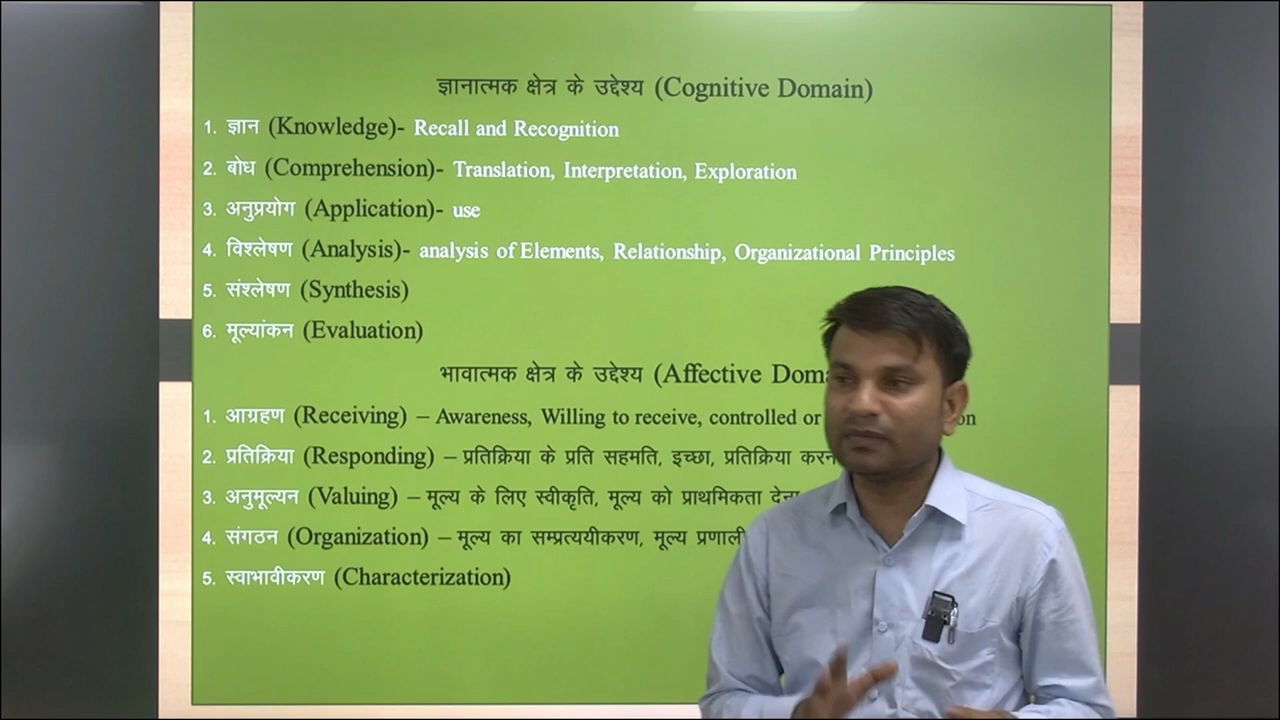 ज्ञानात्मक क्षेत्र के उद्देश्य (Cognitive Domain)
1. ज्ञान (Knowledge)- Recall and Recognition
2. बोध (Comprehension)- Translation, Interpretation, Exploration
3. अनुप्रयोग (Application)- use
4. विश्लेषण (Analysis)- analysis of Elements, Relationship, Organizational Principles
5. संश्लेषण (Synthesis)
6. मूल्यांकन (Evaluation)
भावात्मक क्षेत्र के उद्देश्य (Affective
1. आग्रहण (Receiving) – Awareness, Willing to receive, controlled or
2. प्रतिक्रिया (Responding) – प्रतिक्रिया के प्रति सहमति, इच्छा, प्रतिक्रिया
3. अनुमूल्यन (Valuing) – मूल्य के लिए स्वीकृति, मूल्य को प्राथमिकता देना
4. संगठन (Organization) – मूल्य का सम्प्रत्ययीकरण, मूल्य प्रणाली
5. स्वाभावीकरण (Characterization)